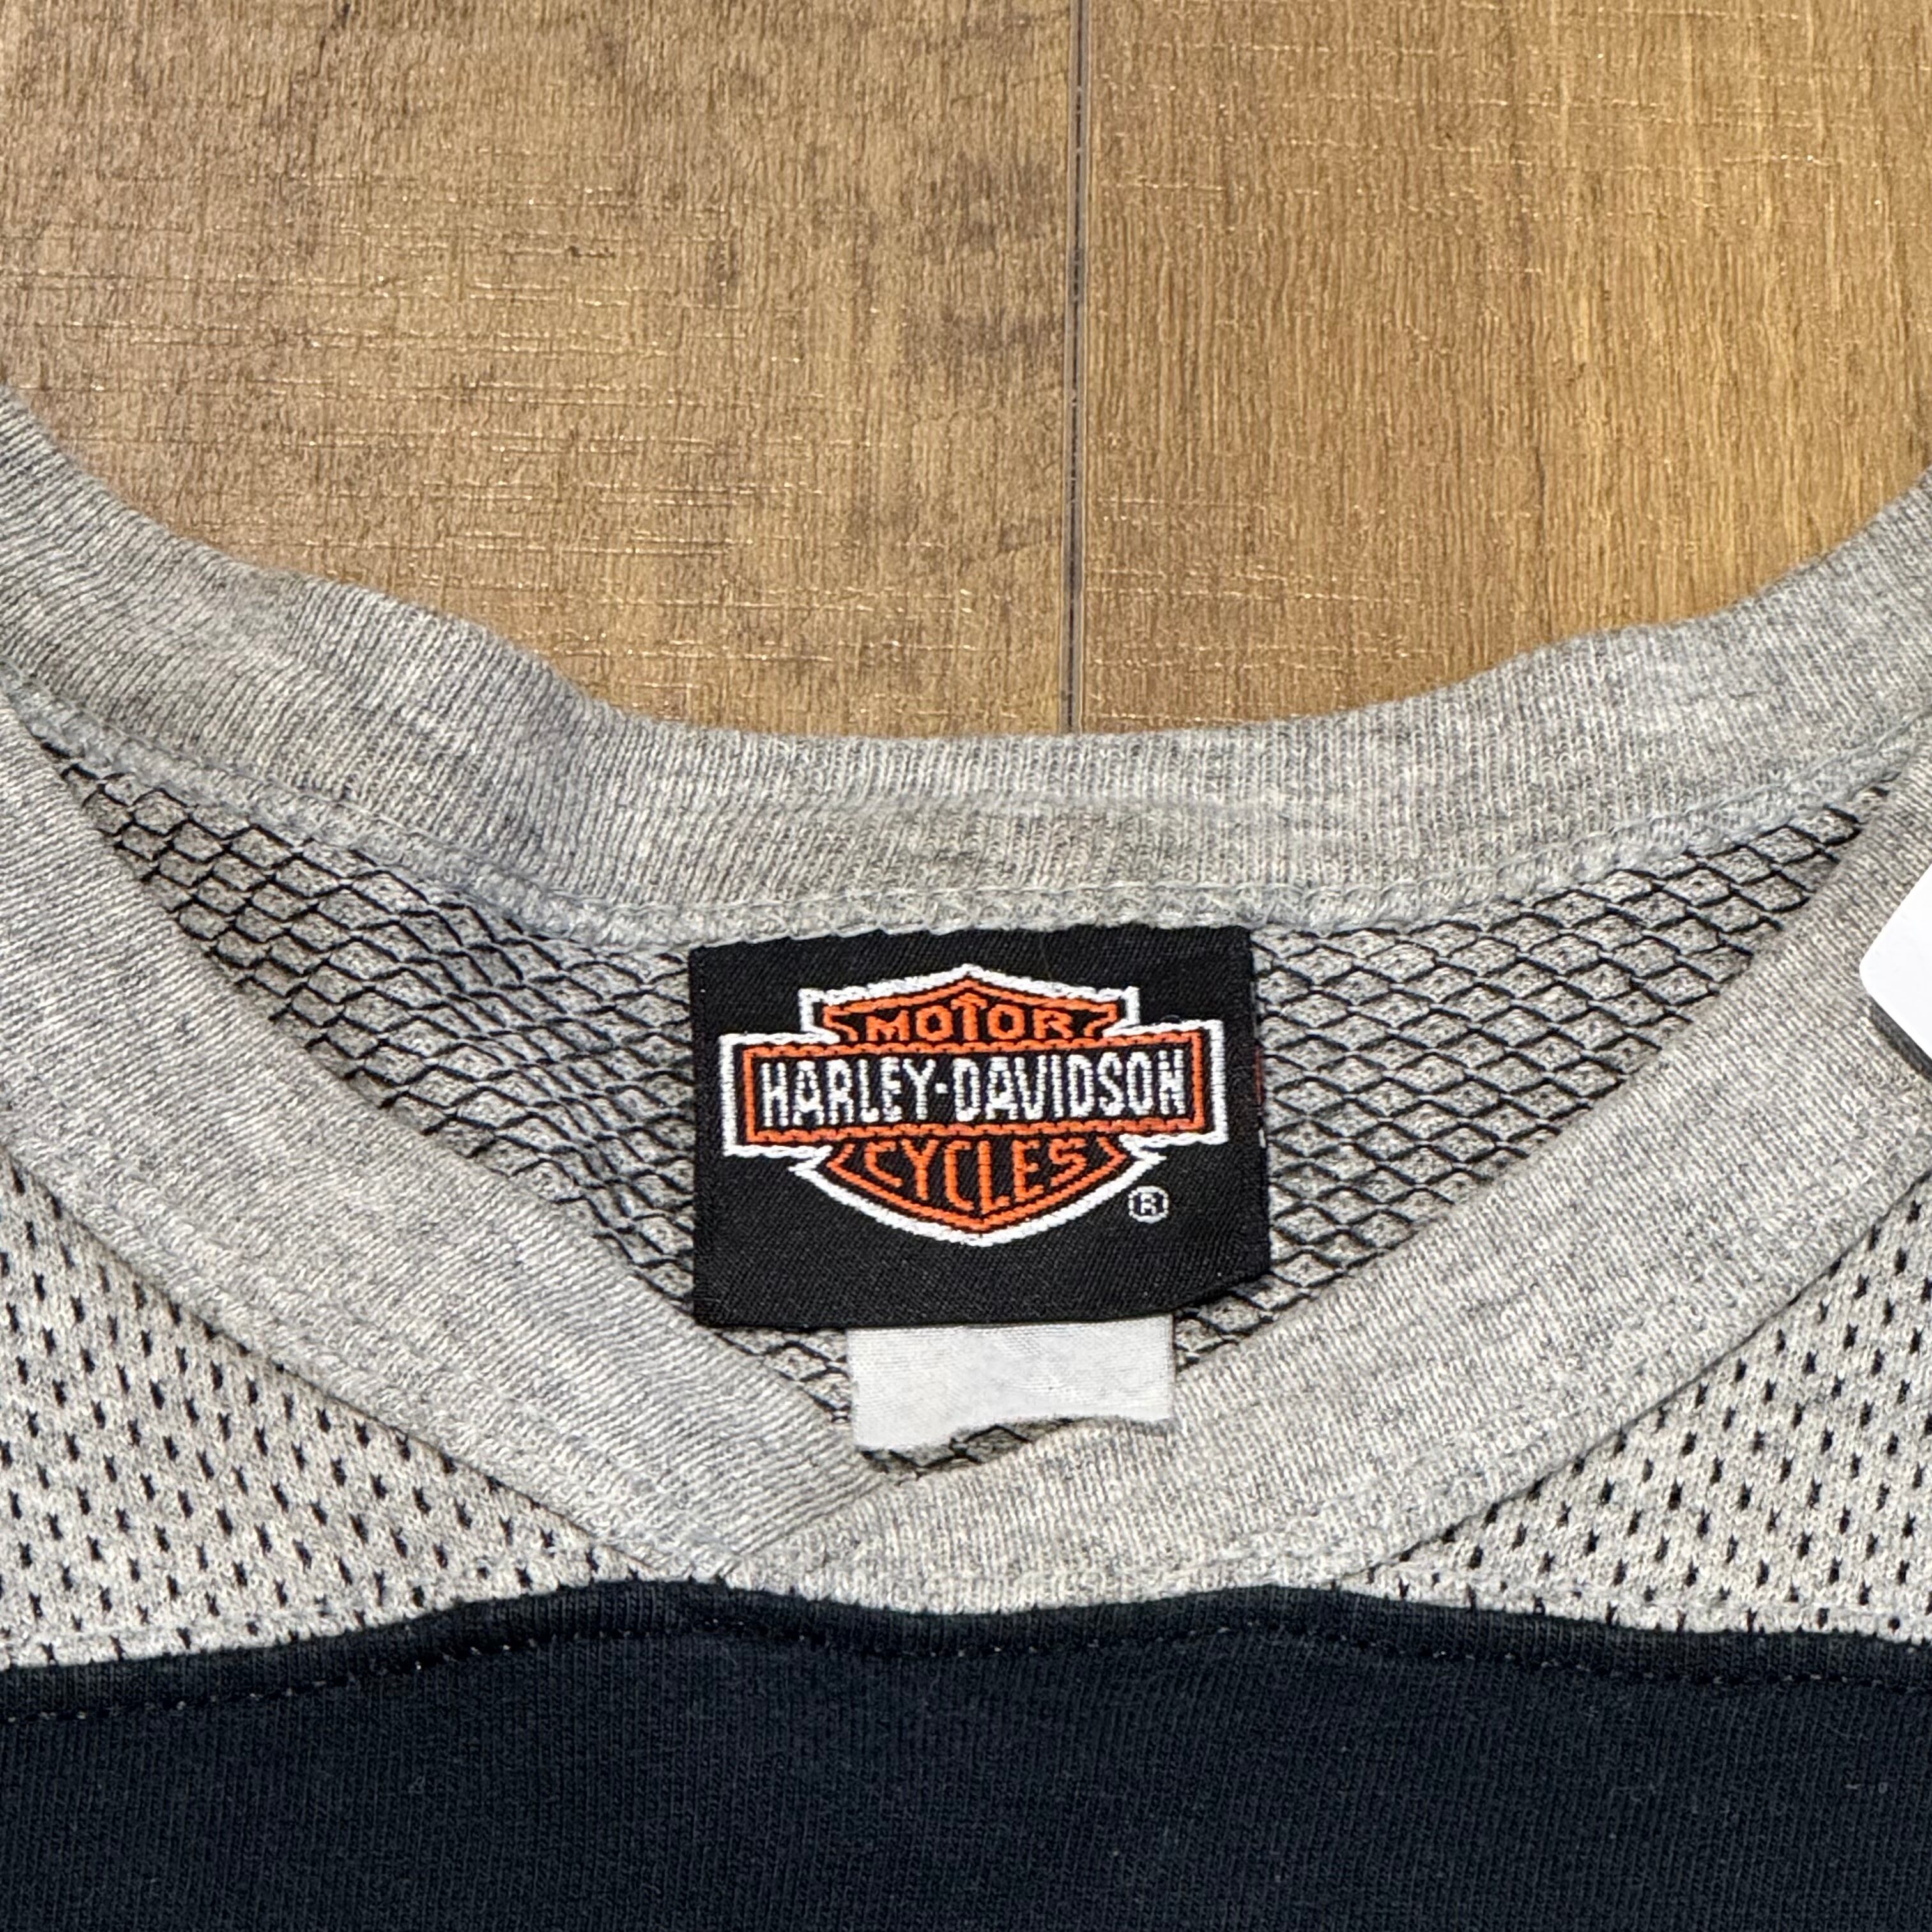 MOTOR
HARLEY-DAVIDSON
CYCLES
®